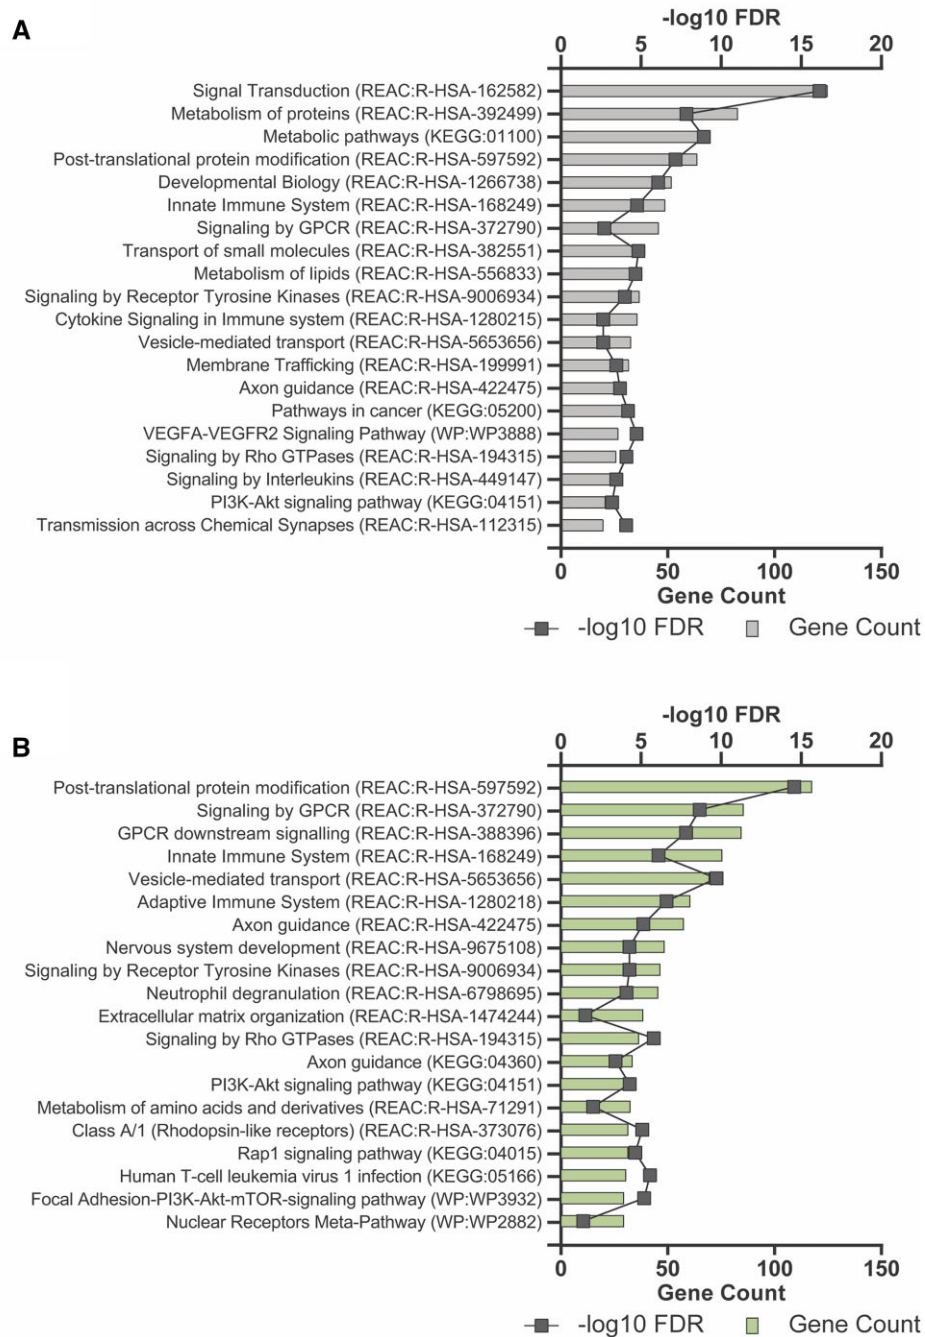 A
-log10 FDR
0 5 10 15 20
Signal Transduction (REAC:R-HSA-162582)
Metabolism of proteins (REAC:R-HSA-392499)
Metabolic pathways (KEGG:01100)
Post-translational protein modification (REAC:R-HSA-597592)
Developmental Biology (REAC:R-HSA-1266738)
Innate Immune System (REAC:R-HSA-168249)
Signaling by GPCR (REAC:R-HSA-372790)
Transport of small molecules (REAC:R-HSA-382551)
Metabolism of lipids (REAC:R-HSA-556833)
Signaling by Receptor Tyrosine Kinases (REAC:R-HSA-9006934)
Cytokine Signaling in Immune system (REAC:R-HSA-1280215)
Vesicle-mediated transport (REAC:R-HSA-5653656)
Membrane Trafficking (REAC:R-HSA-199991)
Axon guidance (REAC:R-HSA-422475)
Pathways in cancer (KEGG:05200)
VEGFA-VEGFR2 Signaling Pathway (WP:WP3888)
Signaling by Rho GTPases (REAC:R-HSA-194315)
Signaling by Interleukins (REAC:R-HSA-449147)
PI3K-Akt signaling pathway (KEGG:04151)
Transmission across Chemical Synapses (REAC:R-HSA-112315)
0 50 100 150
Gene Count
-log10 FDR Gene Count
B
-log10 FDR
0 5 10 15 20
Post-translational protein modification (REAC:R-HSA-597592)
Signaling by GPCR (REAC:R-HSA-372790)
GPCR downstream signalling (REAC:R-HSA-388396)
Innate Immune System (REAC:R-HSA-168249)
Vesicle-mediated transport (REAC:R-HSA-5653656)
Adaptive Immune System (REAC:R-HSA-1280218)
Axon guidance (REAC:R-HSA-422475)
Nervous system development (REAC:R-HSA-9675108)
Signaling by Receptor Tyrosine Kinases (REAC:R-HSA-9006934)
Neutrophil degranulation (REAC:R-HSA-6798695)
Extracellular matrix organization (REAC:R-HSA-1474244)
Signaling by Rho GTPases (REAC:R-HSA-194315)
Axon guidance (KEGG:04360)
PI3K-Akt signaling pathway (KEGG:04151)
Metabolism of amino acids and derivatives (REAC:R-HSA-71291)
Class A/1 (Rhodopsin-like receptors) (REAC:R-HSA-373076)
Rap1 signaling pathway (KEGG:04015)
Human T-cell leukemia virus 1 infection (KEGG:05166)
Focal Adhesion-PI3K-Akt-mTOR-signaling pathway (WP:WP3932)
Nuclear Receptors Meta-Pathway (WP:WP2882)
0 50 100 150
Gene Count
-log10 FDR Gene Count